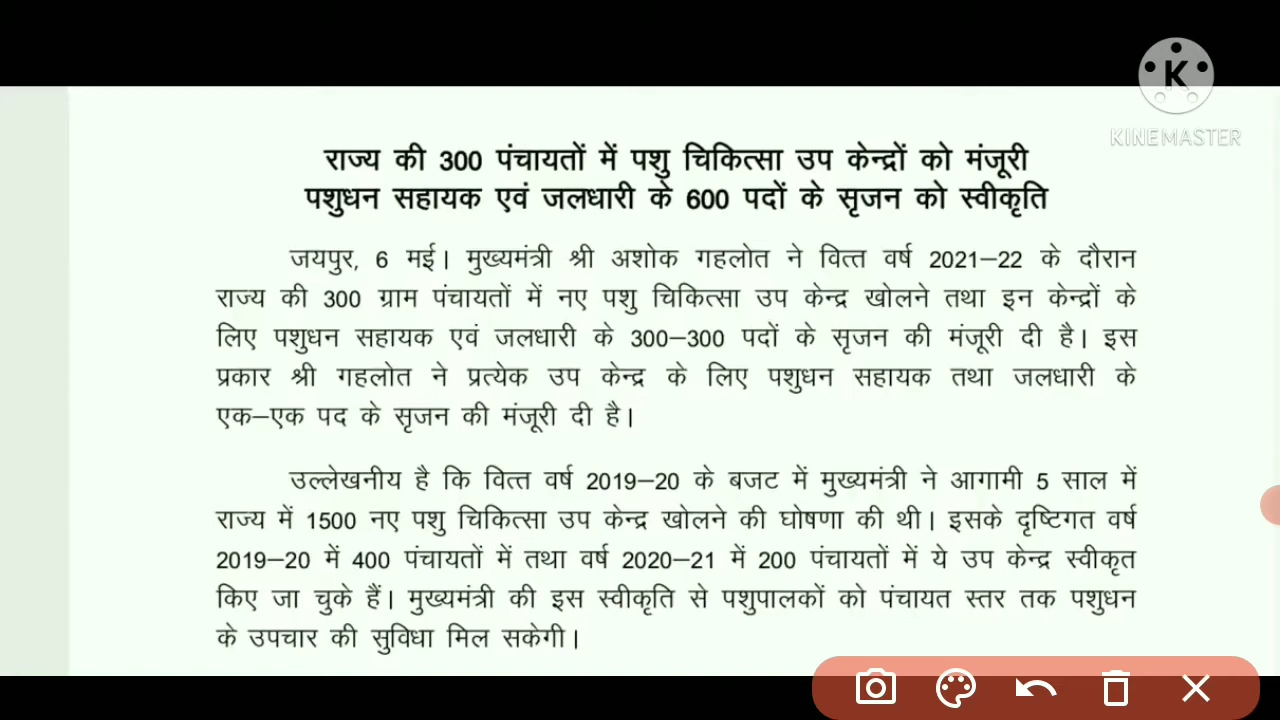 KINEMASTER
राज्य की 300 पंचायतों में पशु चिकित्सा उप केन्द्रों को मंजूरी
पशुधन सहायक एवं जलधारी के 600 पदों के सृजन को स्वीकृति
जयपुर, 6 मई। मुख्यमंत्री श्री अशोक गहलोत ने वित्त वर्ष 2021–22 के दौरान
राज्य की 300 ग्राम पंचायतों में नए पशु चिकित्सा उप केन्द्र खोलने तथा इन केन्द्रों के
लिए पशुधन सहायक एवं जलधारी के 300–300 पदों के सृजन की मंजूरी दी है। इस
प्रकार श्री गहलोत ने प्रत्येक उप केन्द्र के लिए पशुधन सहायक तथा जलधारी के
एक–एक पद के सृजन की मंजूरी दी है।
उल्लेखनीय है कि वित्त वर्ष 2019–20 के बजट में मुख्यमंत्री ने आगामी 5 साल में
राज्य में 1500 नए पशु चिकित्सा उप केन्द्र खोलने की घोषणा की थी। इसके दृष्टिगत वर्ष
2019–20 में 400 पंचायतों में तथा वर्ष 2020–21 में 200 पंचायतों में ये उप केन्द्र स्वीकृत
किए जा चुके हैं। मुख्यमंत्री की इस स्वीकृति से पशुपालकों को पंचायत स्तर तक पशुधन
के उपचार की सुविधा मिल सकेगी।